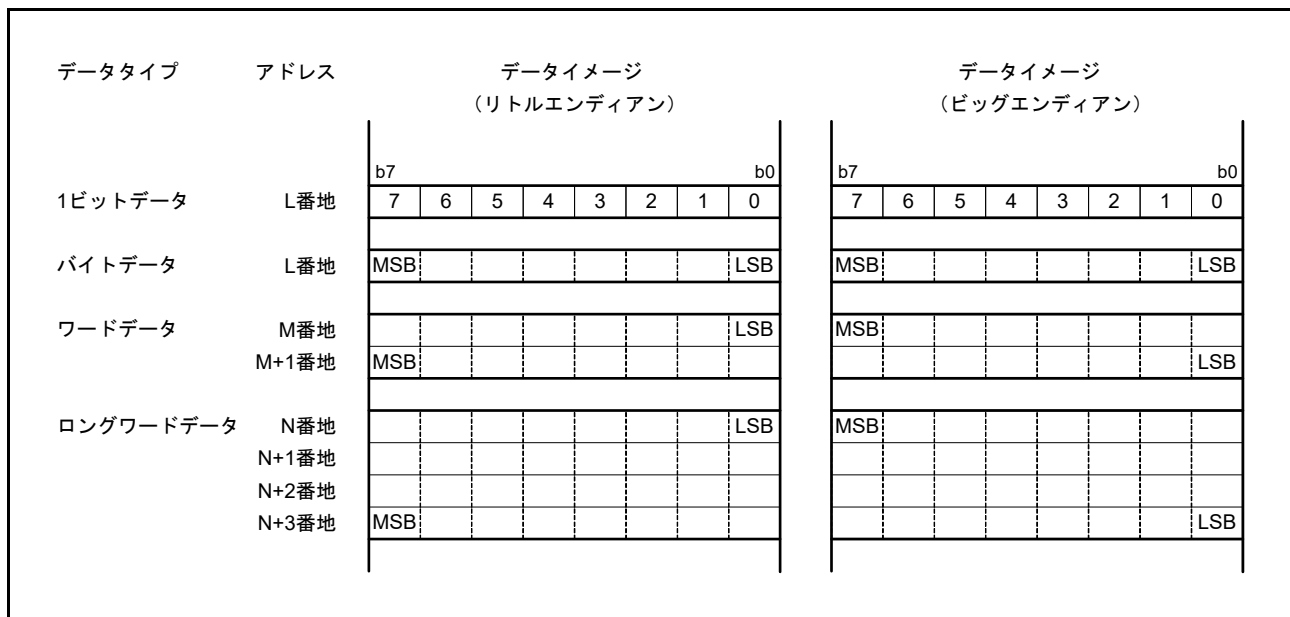 データタイプ アドレス データイメージ データイメージ
(リトルエンディアン) (ビッグエンディアン)
b7 b0 b7 b0
1ビットデータ L番地 7 6 5 4 3 2 1 0 7 6 5 4 3 2 1 0
バイトデータ L番地 MSB LSB MSB LSB
ワードデータ M番地 LSB MSB
M+1番地 MSB LSB
ロングワードデータ N番地 LSB MSB
N+1番地
N+2番地
N+3番地 MSB LSB